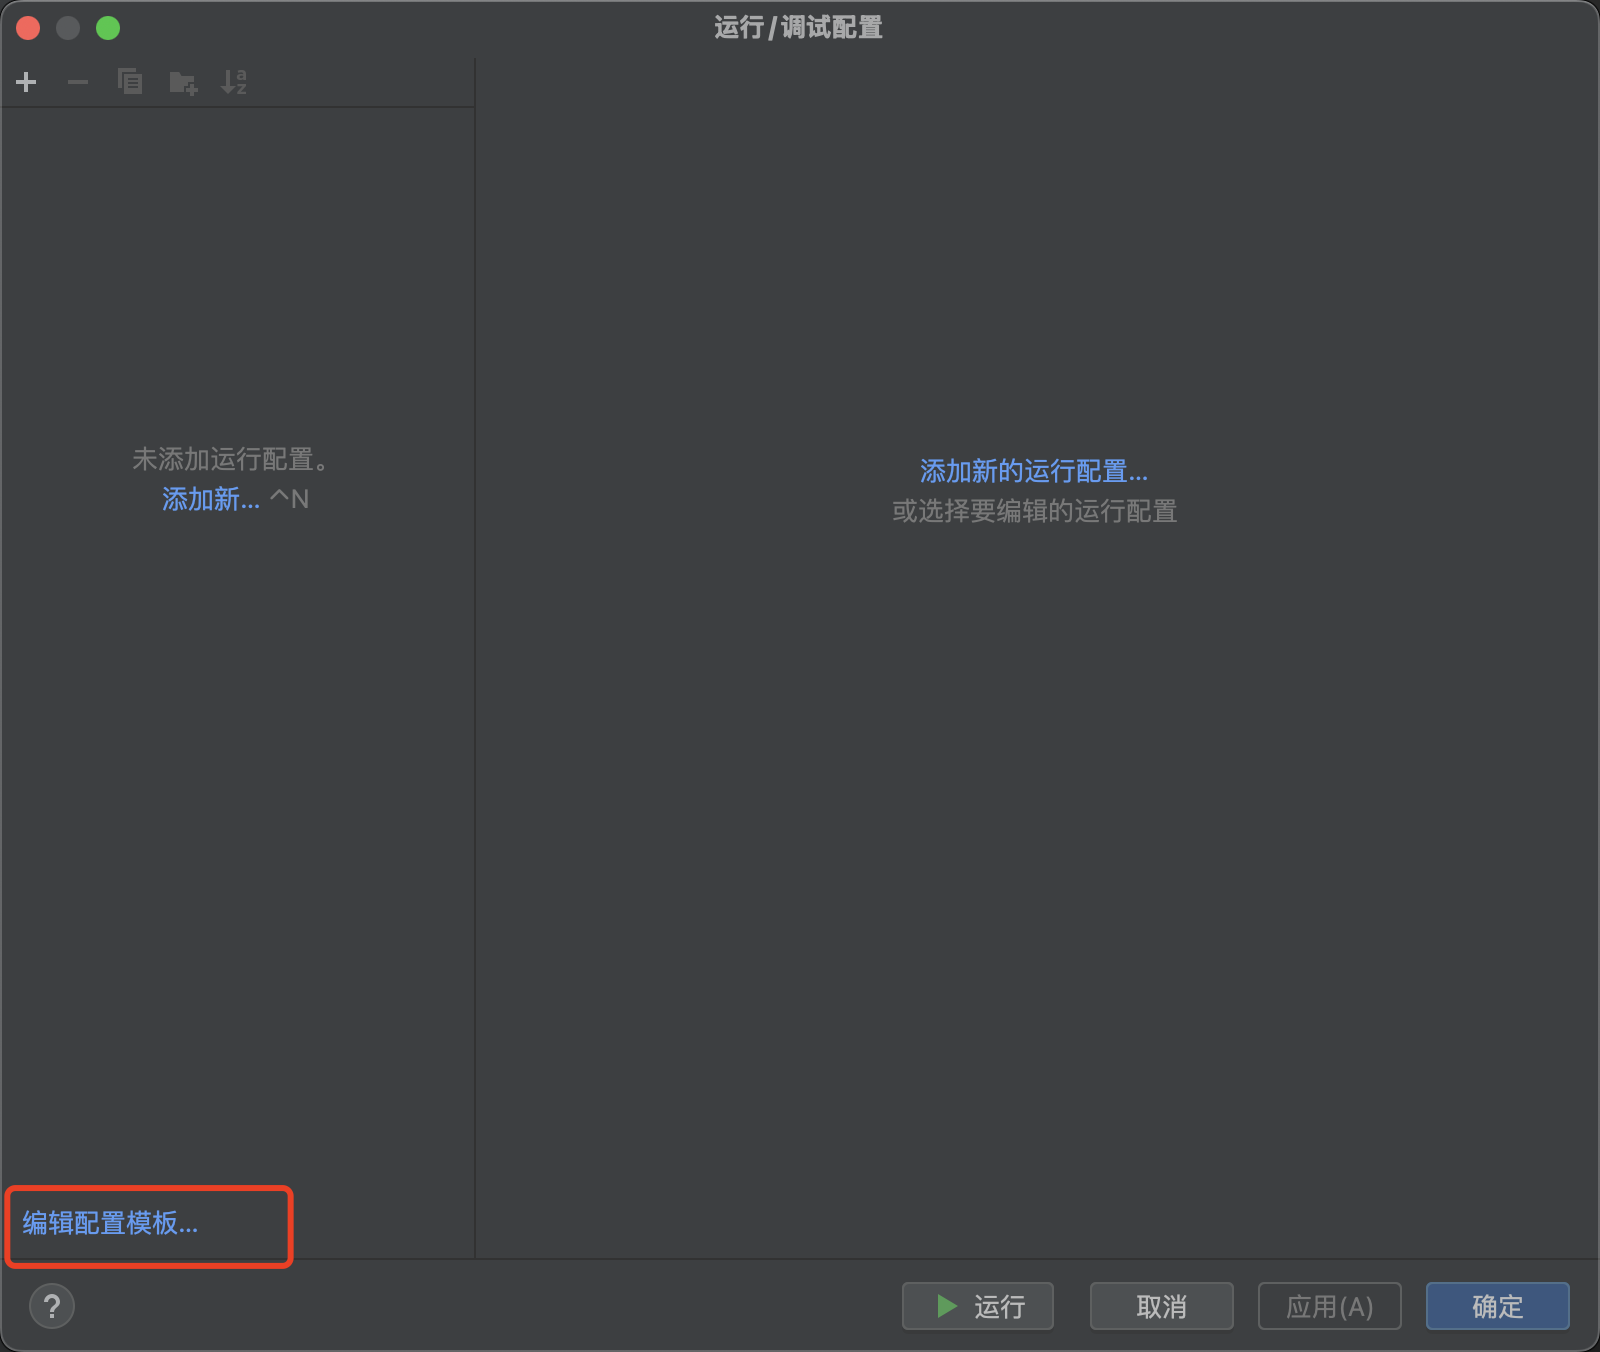 运行/调试配置
未添加运行配置。
添加新... ^N
添加新的运行配置...
或选择要编辑的运行配置
编辑配置模板...
?
运行
取消
应用(A)
确定